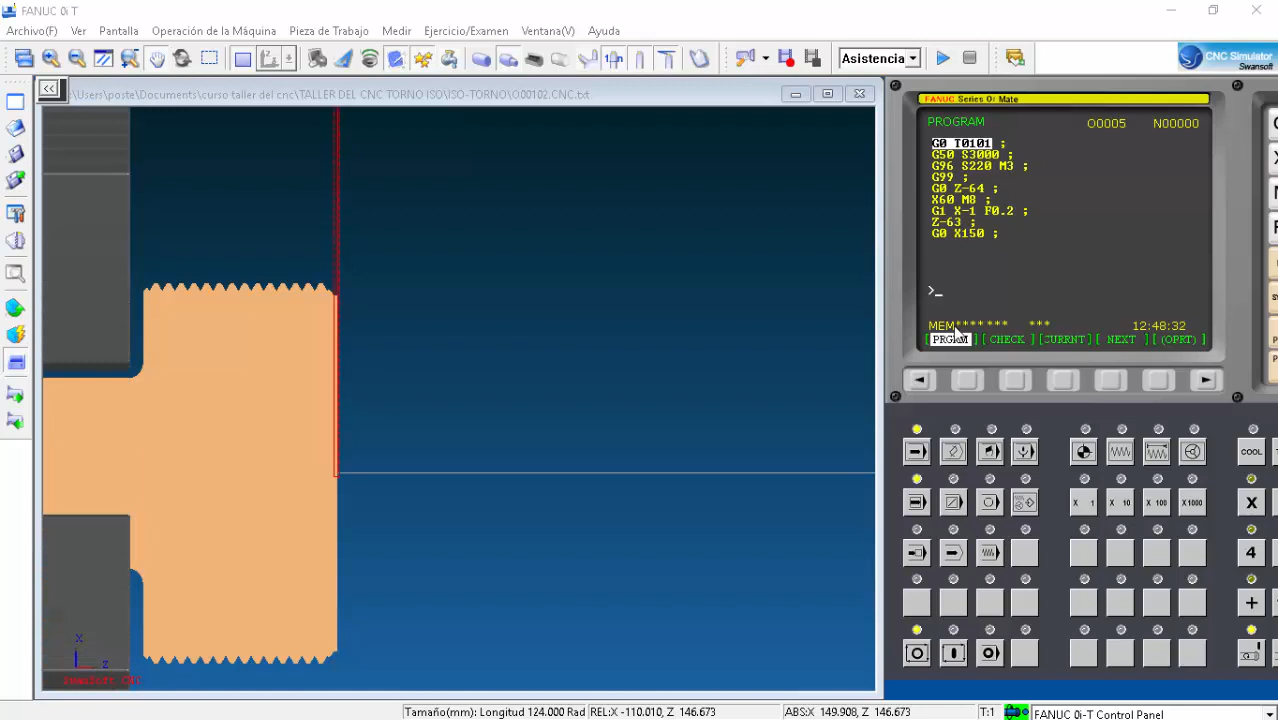 FANUC 0i T
Archivo(F) Ver Pantalla Operación de la Máquina Pieza de Trabajo Medir Ejercicio/Examen Ventana(V) Ayuda
Asistencia
CNC Simulator
Swansoft
<<
\Users\poste\Documents\curso taller del cnc\TALLER DEL CNC TORNO ISO\ISO-TORNO\O00102.CNC.txt
FANUC Series 0i Mate
PROGRAM O0005 N00000
G0 T0101 ;
G50 S3000 ;
G96 S220 M3 ;
G99 ;
G0 Z-64 ;
X60 M8 ;
G1 X-1 F0.2 ;
Z-63 ;
G0 X150 ;
>_
MEM******* *** 12:48:32
[ PRGRM ] [ CHECK ] [CURRNT] [ NEXT ] [ (OPRT) ]
COOL
X 1 X 10 X 100 X1000 X
4
+
X
Z
SwanSoft CNC
Tamaño(mm): Longitud 124.000 Rad REL:X -110.010, Z 146.673 ABS:X 149.908, Z 146.673 T:1 FANUC 0i-T Control Panel